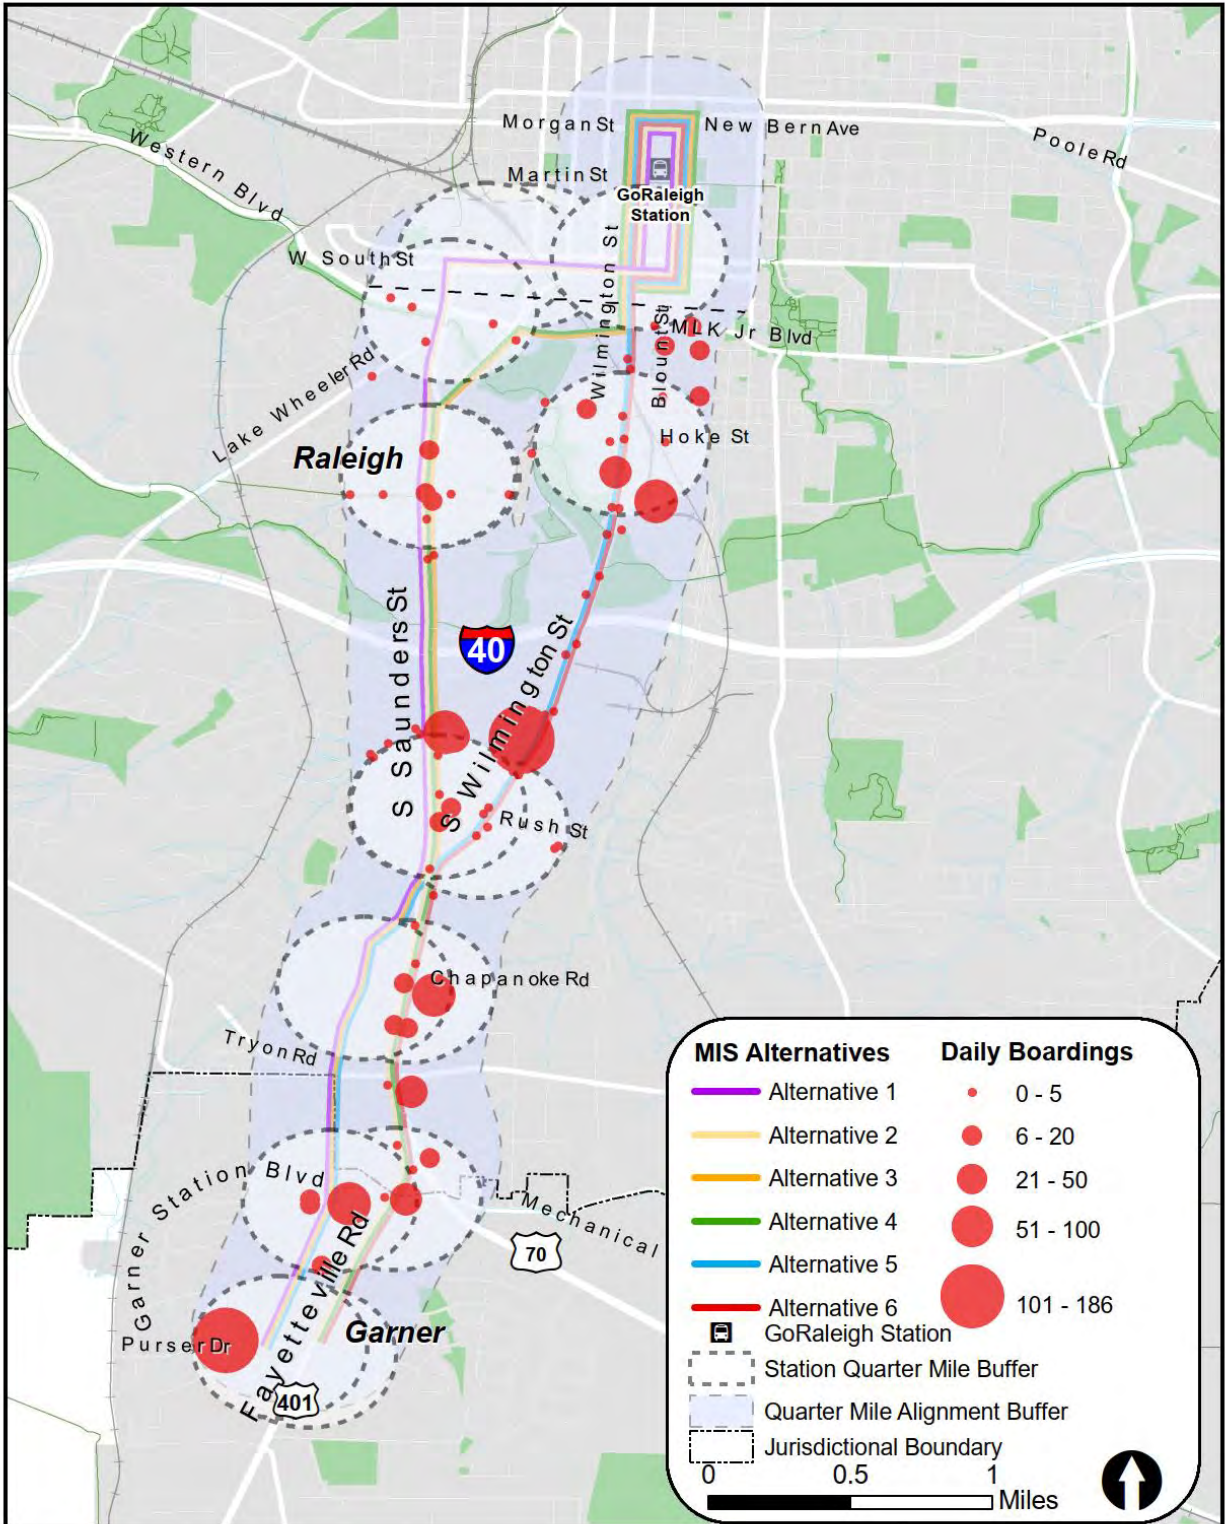 Morgan St
New Bern Ave
Poole Rd
Western Blvd
Martin St
GoRaleigh
Station
W South St
Wilmington St
Blount St
MLK Jr Blvd
Lake Wheeler Rd
Hoke St
Raleigh
40
S Saunders St
S Wilmington St
Rush St
Chapanoke Rd
Tryon Rd
Garner Station Blvd
Mechanical
70
Fayetteville Rd
Garner
Purser Dr
401
MIS Alternatives
Alternative 1
Alternative 2
Alternative 3
Alternative 4
Alternative 5
Alternative 6
Daily Boardings
0 - 5
6 - 20
21 - 50
51 - 100
101 - 186
GoRaleigh Station
Station Quarter Mile Buffer
Quarter Mile Alignment Buffer
Jurisdictional Boundary
0 0.5 1
Miles